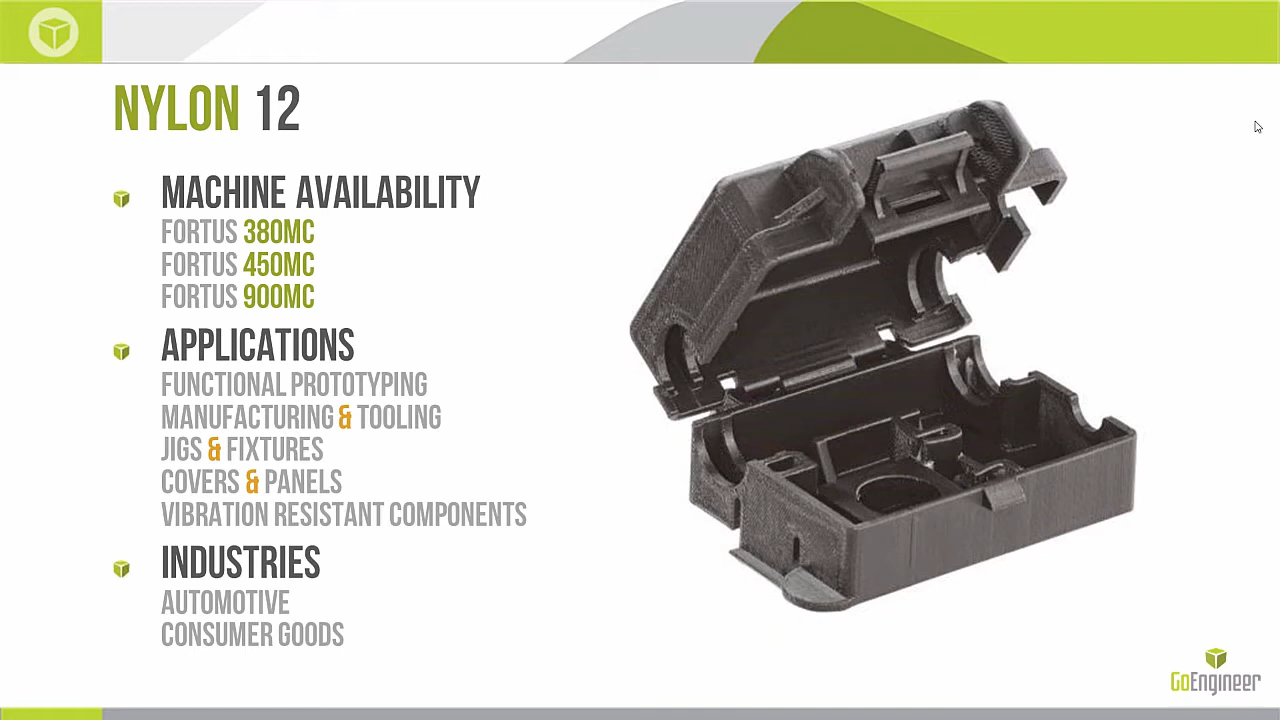 NYLON 12
MACHINE AVAILABILITY
FORTUS 380MC
FORTUS 450MC
FORTUS 900MC
APPLICATIONS
FUNCTIONAL PROTOTYPING
MANUFACTURING & TOOLING
JIGS & FIXTURES
COVERS & PANELS
VIBRATION RESISTANT COMPONENTS
INDUSTRIES
AUTOMOTIVE
CONSUMER GOODS
GoEngineer